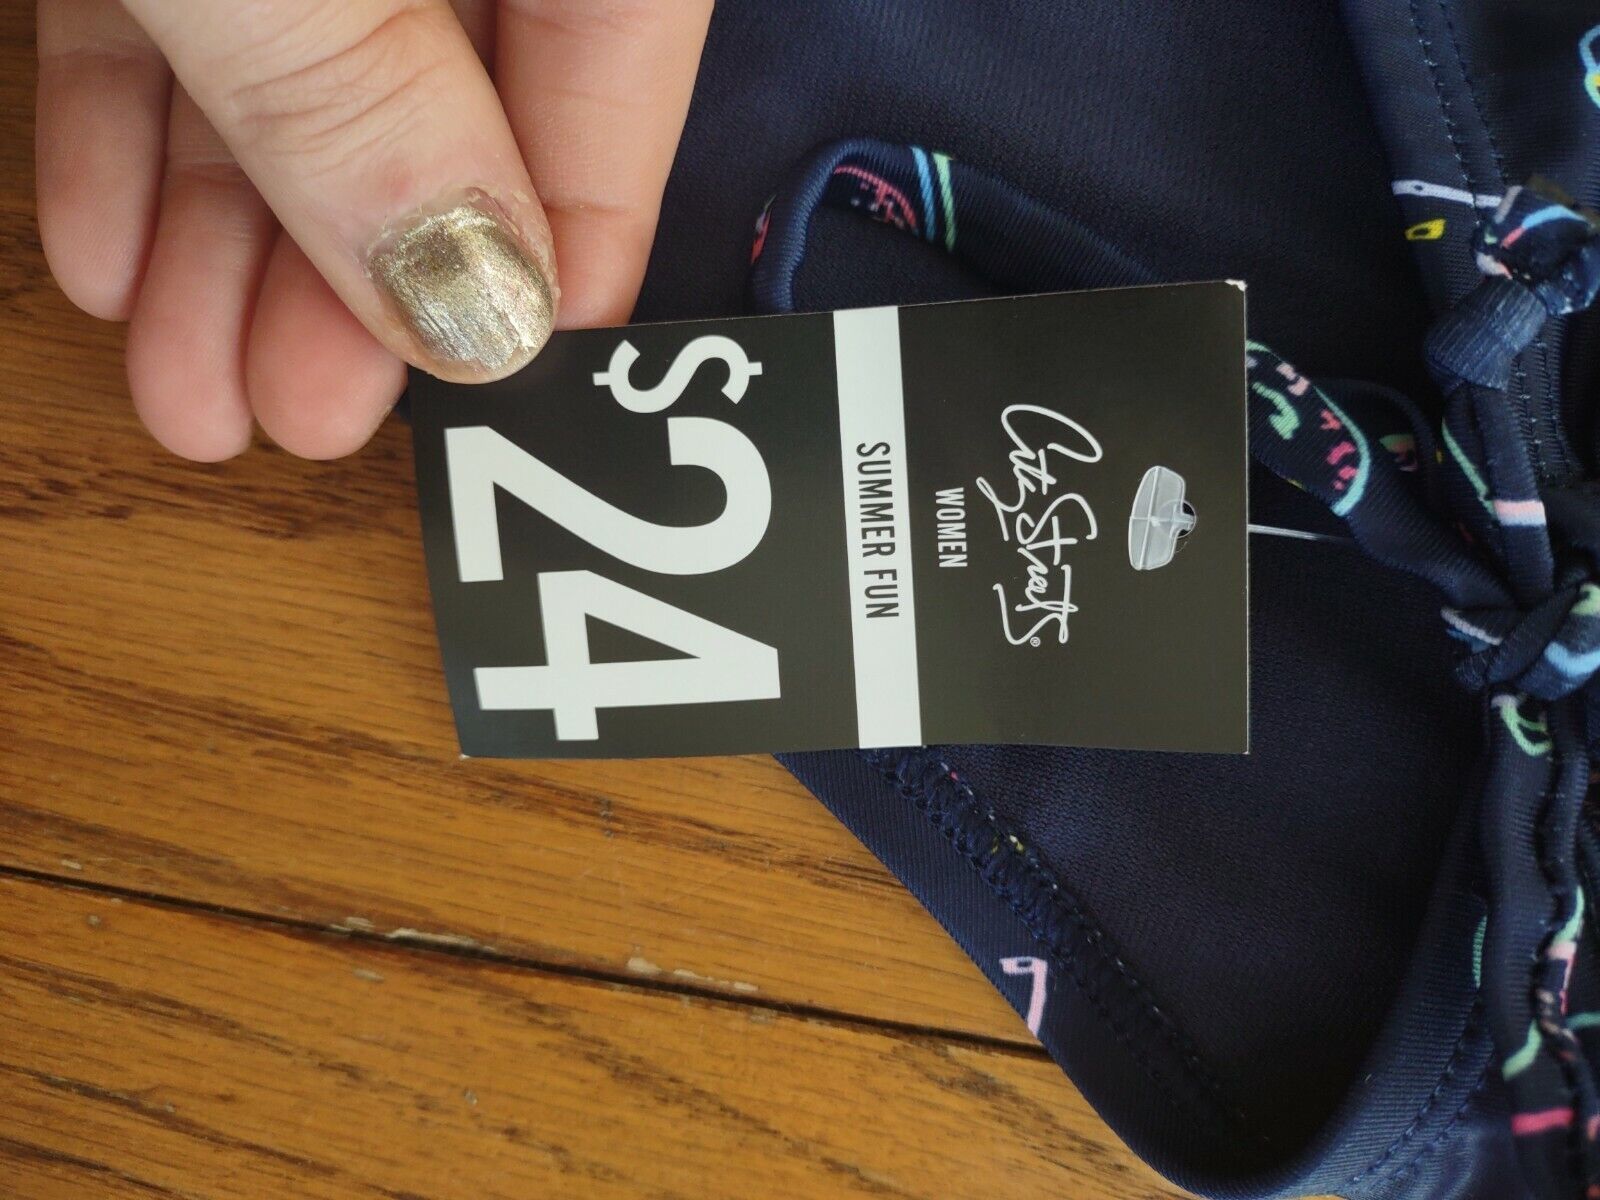 City Streets®
WOMEN
SUMMER FUN
$24